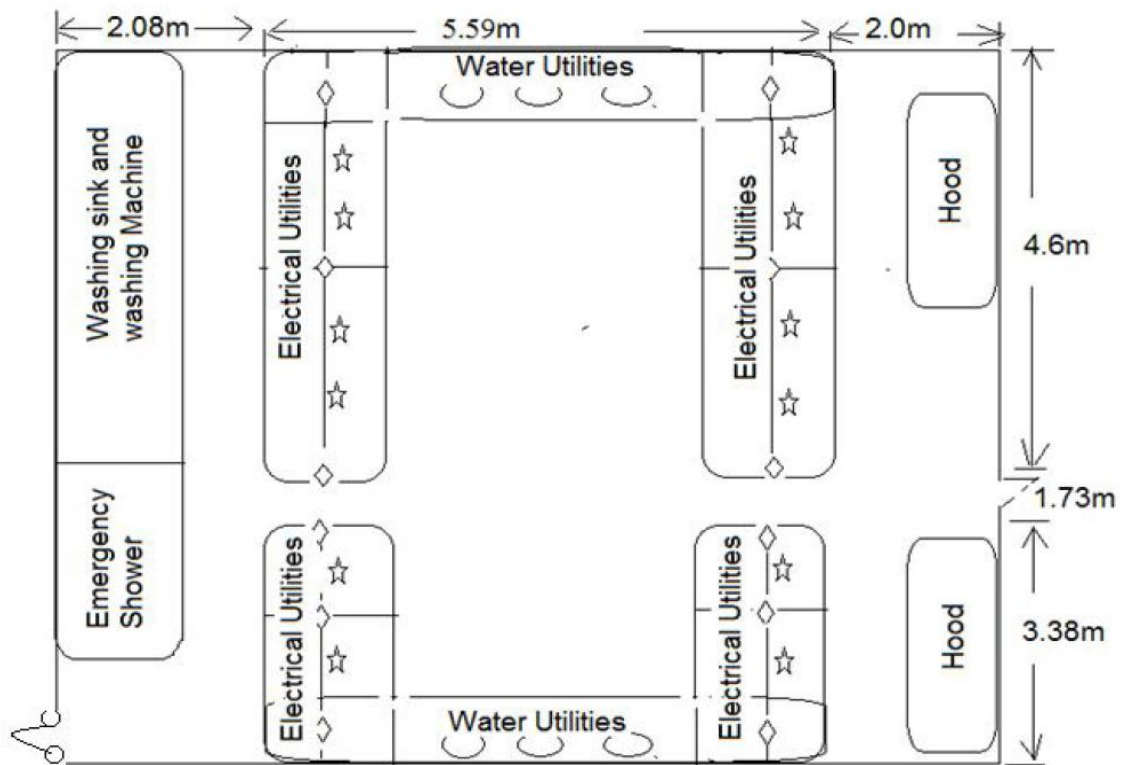 2.08m
5.59m
2.0m
Water Utilities
Washing sink and
washing Machine
Electrical Utilities
Electrical Utilities
Hood
4.6m
1.73m
Emergency
Shower
Electrical Utilities
Electrical Utilities
Hood
3.38m
Water Utilities